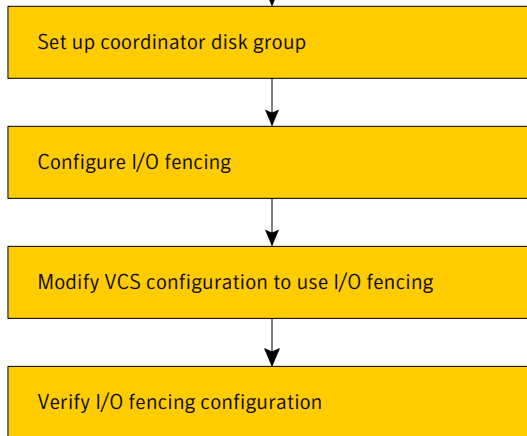 Set up coordinator disk group
Configure I/O fencing
Modify VCS configuration to use I/O fencing
Verify I/O fencing configuration